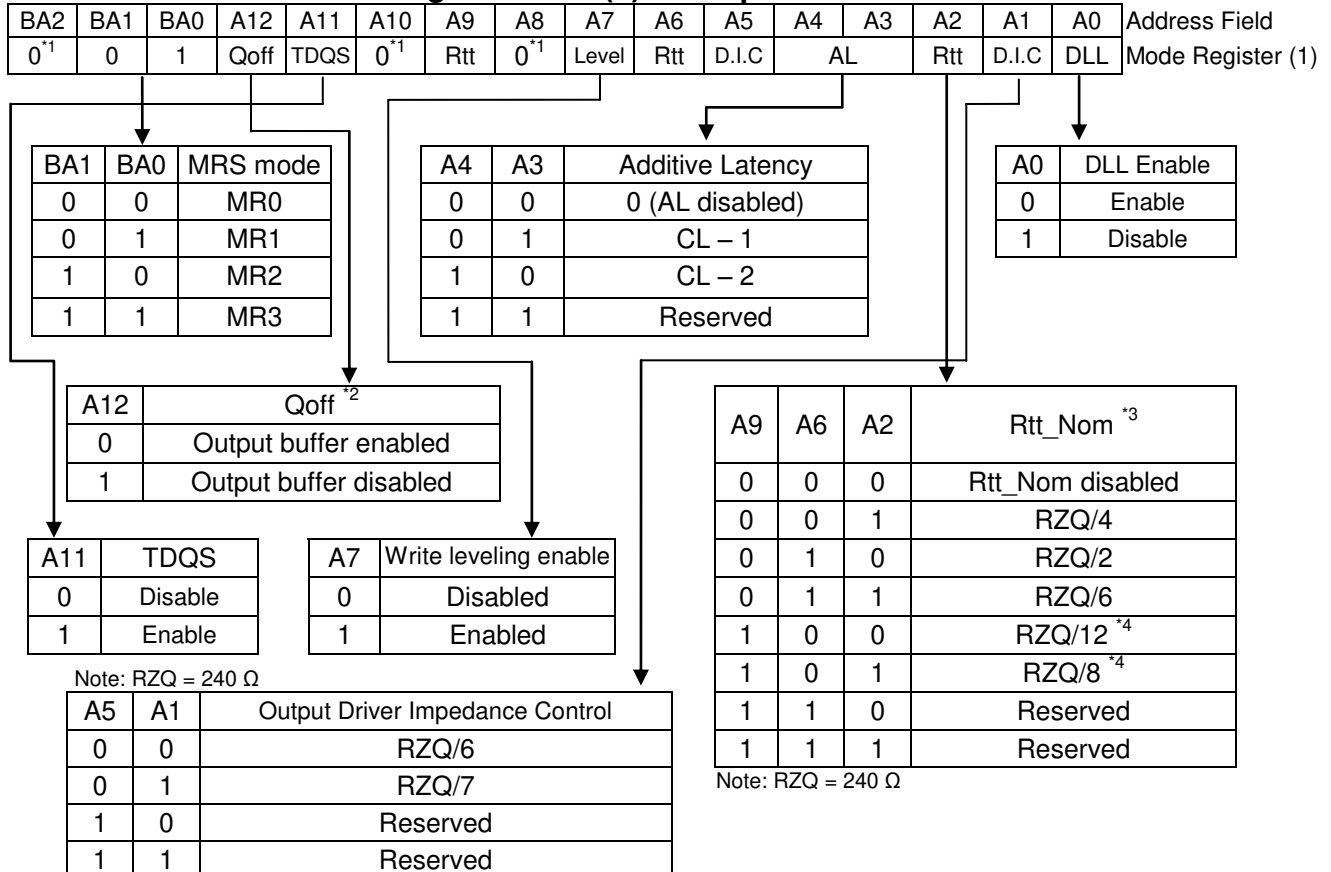 BA2 BA1 BA0 A12 A11 A10 A9 A8 A7 A6 A5 A4 A3 A2 A1 A0 Address Field
0*1 0 1 Qoff TDQS 0*1 Rtt 0*1 Level Rtt D.I.C AL Rtt D.I.C DLL Mode Register (1)
BA1 BA0 MRS mode
0 0 MR0
0 1 MR1
1 0 MR2
1 1 MR3
A4 A3 Additive Latency
0 0 0 (AL disabled)
0 1 CL – 1
1 0 CL – 2
1 1 Reserved
A0 DLL Enable
0 Enable
1 Disable
A12 Qoff *2
0 Output buffer enabled
1 Output buffer disabled
A9 A6 A2 Rtt_Nom *3
0 0 0 Rtt_Nom disabled
0 0 1 RZQ/4
0 1 0 RZQ/2
0 1 1 RZQ/6
1 0 0 RZQ/12 *4
1 0 1 RZQ/8 *4
1 1 0 Reserved
1 1 1 Reserved
Note: RZQ = 240 Ω
A11 TDQS
0 Disable
1 Enable
A7 Write leveling enable
0 Disabled
1 Enabled
Note: RZQ = 240 Ω
A5 A1 Output Driver Impedance Control
0 0 RZQ/6
0 1 RZQ/7
1 0 Reserved
1 1 Reserved